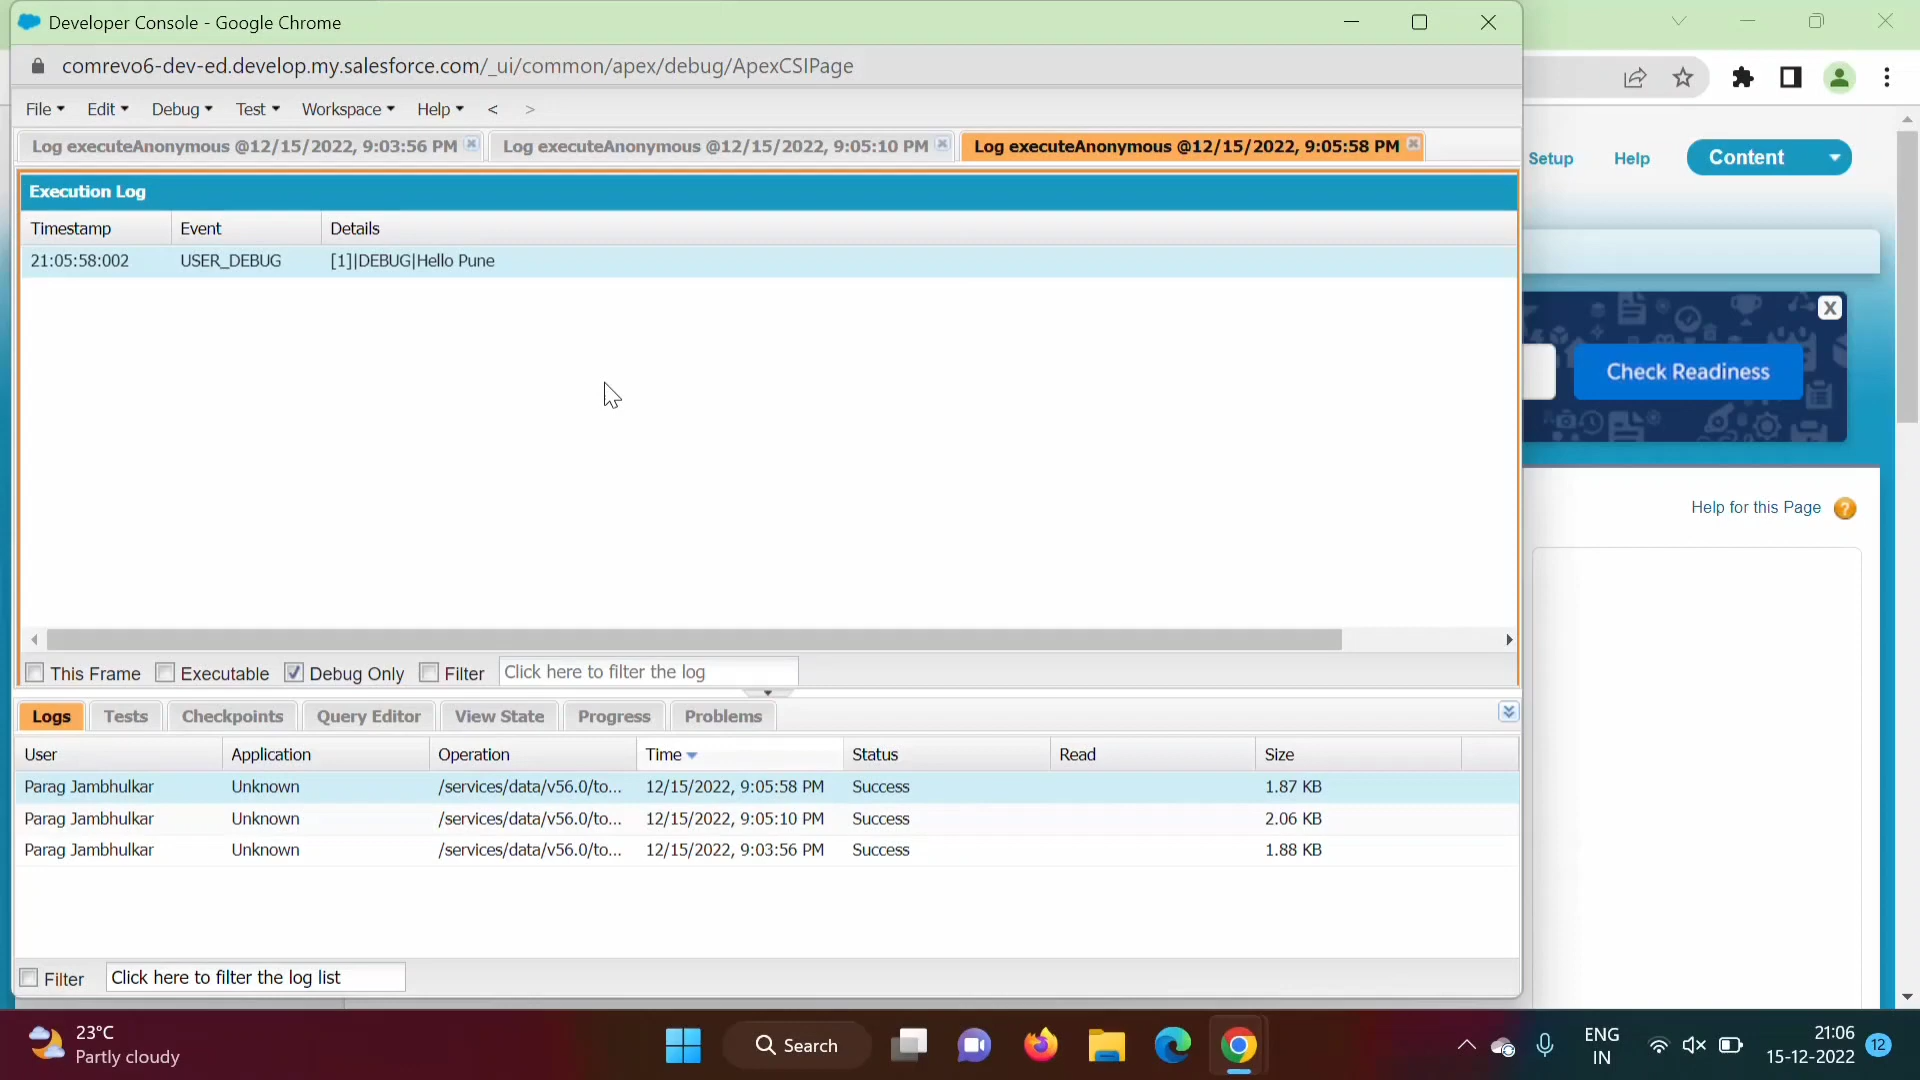 Developer Console - Google Chrome
comrevo6-dev-ed.develop.my.salesforce.com/_ui/common/apex/debug/ApexCSIPage
File Edit Debug Test Workspace Help < >
Log executeAnonymous @12/15/2022, 9:03:56 PM Log executeAnonymous @12/15/2022, 9:05:10 PM Log executeAnonymous @12/15/2022, 9:05:58 PM
Setup Help Content
Execution Log
Timestamp Event Details
21:05:58:002 USER_DEBUG [1]|DEBUG|Hello Pune
X
Check Readiness
Help for this Page ?
This Frame Executable Debug Only Filter Click here to filter the log
Logs Tests Checkpoints Query Editor View State Progress Problems
User Application Operation Time Status Read Size
Parag Jambhulkar Unknown /services/data/v56.0/to... 12/15/2022, 9:05:58 PM Success 1.87 KB
Parag Jambhulkar Unknown /services/data/v56.0/to... 12/15/2022, 9:05:10 PM Success 2.06 KB
Parag Jambhulkar Unknown /services/data/v56.0/to... 12/15/2022, 9:03:56 PM Success 1.88 KB
Filter Click here to filter the log list
23°C
Partly cloudy
Search
ENG
IN
21:06
15-12-2022
12